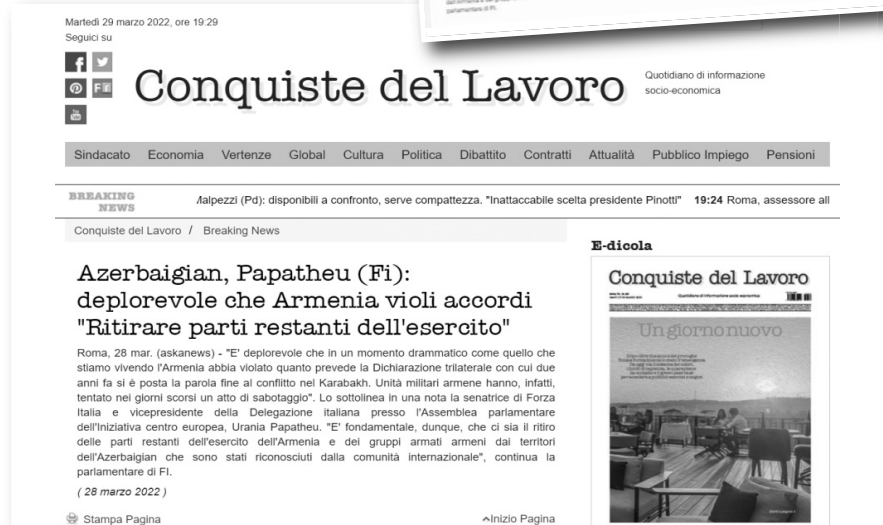 parlamentare di FI.
Martedì 29 marzo 2022, ore 19:29
Seguici su
Conquiste del Lavoro
Quotidiano di informazione
socio-economica
Sindacato Economia Vertenze Global Cultura Politica Dibattito Contratti Attualità Pubblico Impiego Pensioni
BREAKING
NEWS
Malpezzi (Pd): disponibili a confronto, serve compattezza. "Inattaccabile scelta presidente Pinotti" 19:24 Roma, assessore all
Conquiste del Lavoro / Breaking News
Azerbaigian, Papatheu (Fi):
deplorevole che Armenia violi accordi
"Ritirare parti restanti dell'esercito"
Roma, 28 mar. (askanews) - "E' deplorevole che in un momento drammatico come quello che
stiamo vivendo l'Armenia abbia violato quanto prevede la Dichiarazione trilaterale con cui due
anni fa si è posta la parola fine al conflitto nel Karabakh. Unità militari armene hanno, infatti,
tentato nei giorni scorsi un atto di sabotaggio". Lo sottolinea in una nota la senatrice di Forza
Italia e vicepresidente della Delegazione italiana presso l'Assemblea parlamentare
dell'Iniziativa centro europea, Urania Papatheu. "E' fondamentale, dunque, che ci sia il ritiro
delle parti restanti dell'esercito dell'Armenia e dei gruppi armati armeni dai territori
dell'Azerbaigian che sono stati riconosciuti dalla comunità internazionale", continua la
parlamentare di FI.
( 28 marzo 2022 )
Stampa Pagina
Inizio Pagina
E-dicola
Conquiste del Lavoro
Quotidiano di informazione socio economica
Un giorno nuovo